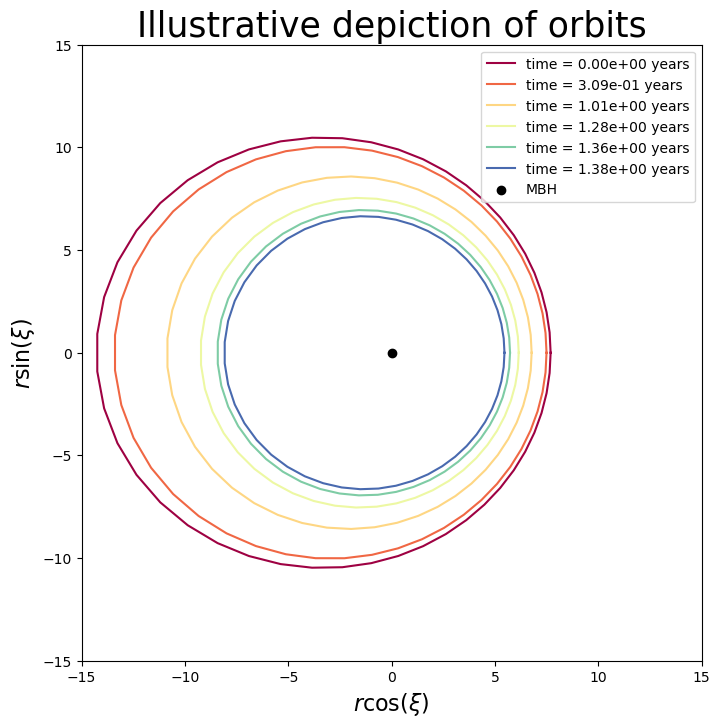 Illustrative depiction of orbits
time = 0.00e+00 years
time = 3.09e-01 years
time = 1.01e+00 years
time = 1.28e+00 years
time = 1.36e+00 years
time = 1.38e+00 years
MBH
15
10
5
0
−5
−10
−15
r sin(ξ)
−15 −10 −5 0 5 10 15
r cos(ξ)